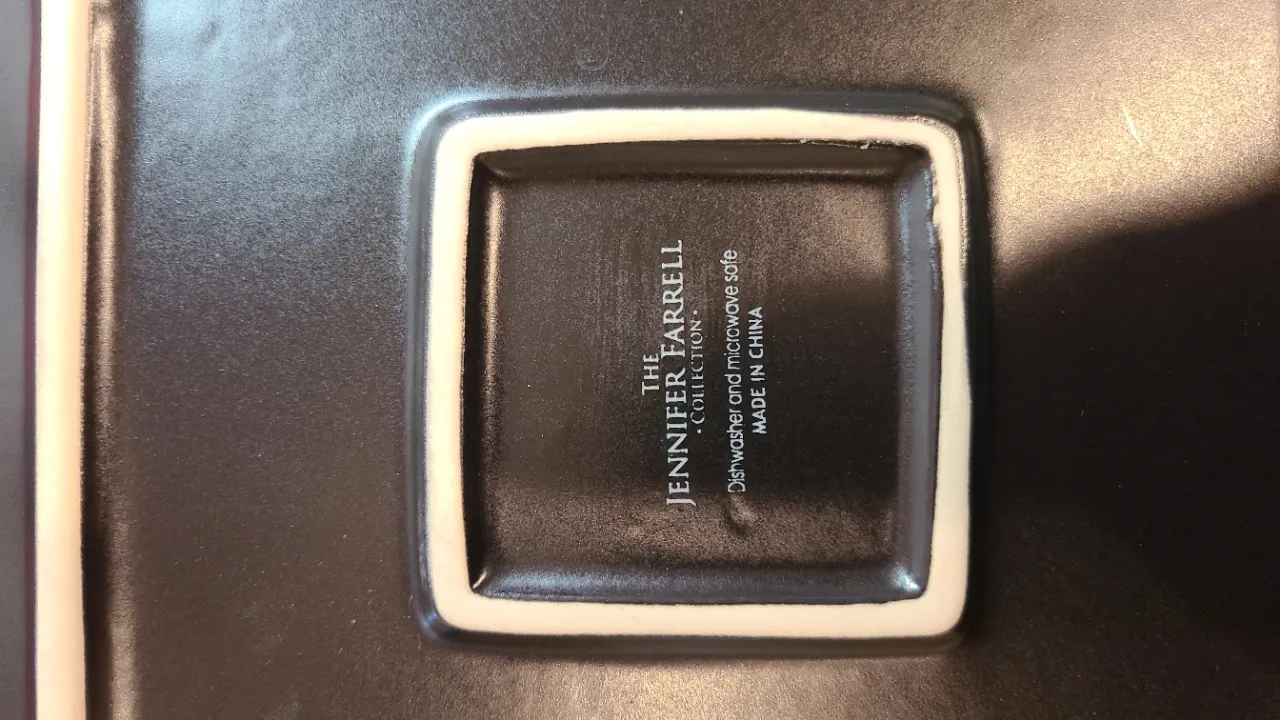 THE
JENNIFER FARRELL
· COLLECTION ·
Dishwasher and microwave safe
MADE IN CHINA